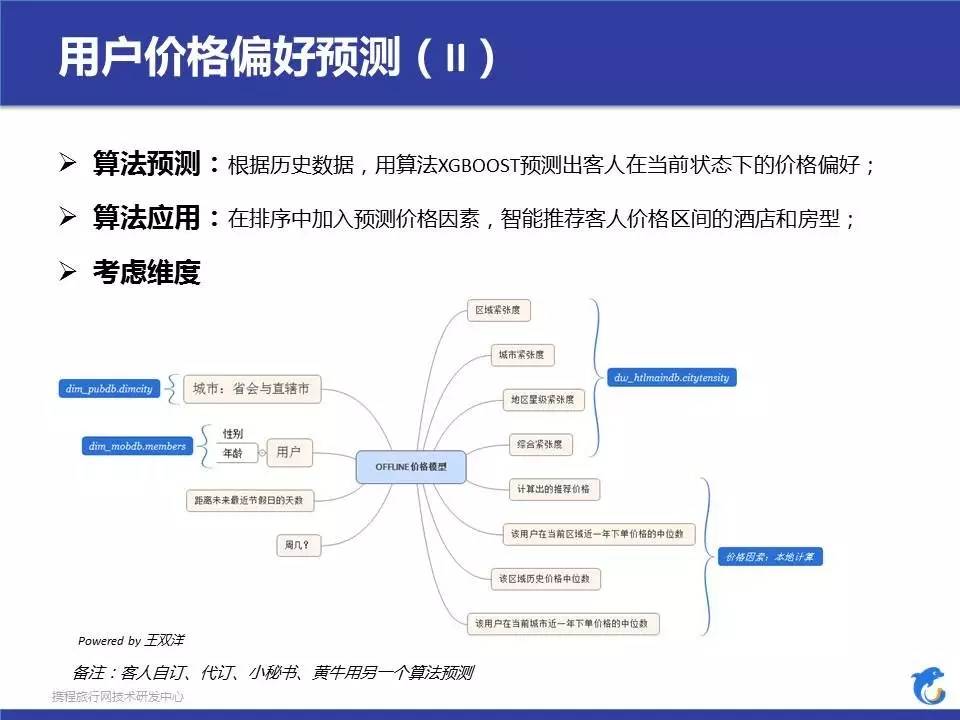 用户价格偏好预测（II）
算法预测：根据历史数据，用算法XGBOOST预测出客人在当前状态下的价格偏好；
算法应用：在排序中加入预测价格因素，智能推荐客人价格区间的酒店和房型；
考虑维度
dim_pubdb.dimcity
城市：省会与直辖市
dim_mobdb.members
性别
年龄
用户
距离未来最近节假日的天数
周几？
OFFLINE价格模型
区域紧张度
城市紧张度
地区星级紧张度
综合紧张度
dw_htlmaindb.citytensity
计算出的推荐价格
该用户在当前区域近一年下单价格的中位数
该区域历史价格中位数
该用户在当前城市近一年下单价格的中位数
价格因素：本地计算
Powered by 王双洋
备注：客人自订、代订、小秘书、黄牛用另一个算法预测
携程旅行网技术研发中心